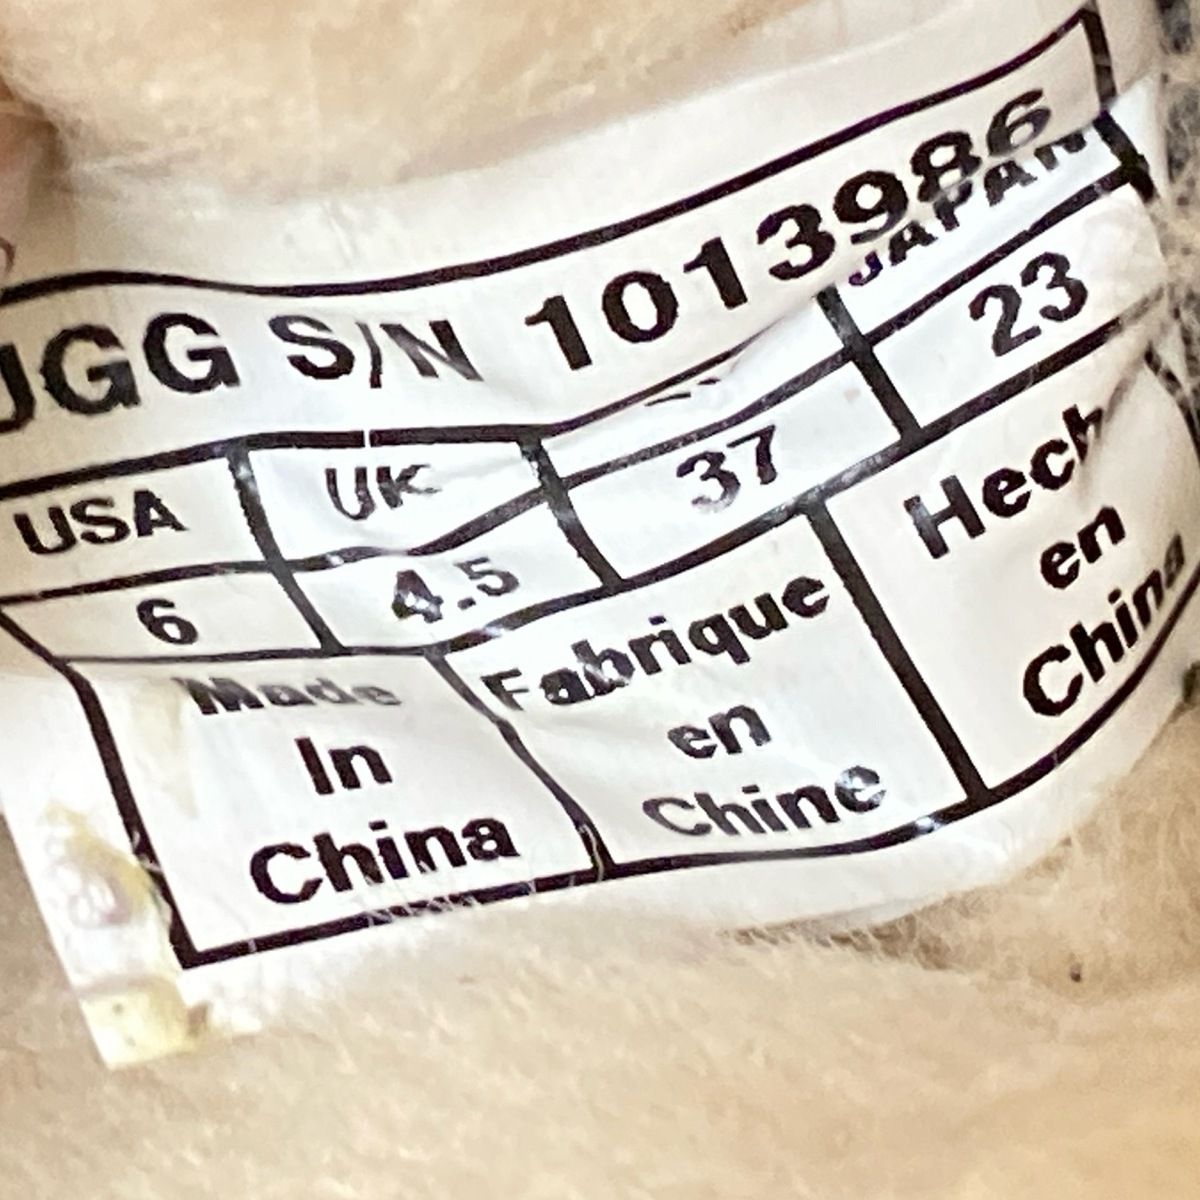 UGG S/N 1013986
USA UK JAPAN
6 4.5 37 23
Made
In
China
Fabrique
en
Chine
Hech
en
China